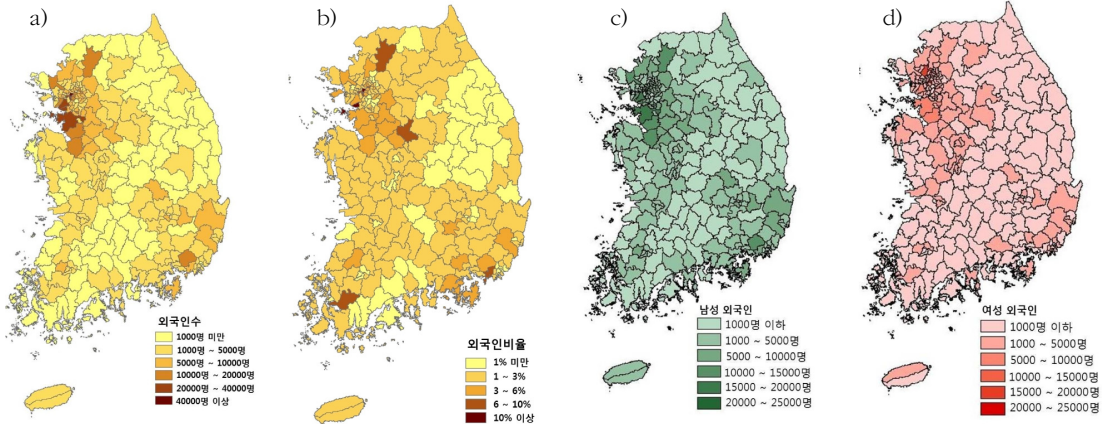 a)
b)
c)
d)
외국인수
1000명 미만
1000명 ~ 5000명
5000명 ~ 10000명
10000명 ~ 20000명
20000명 ~ 40000명
40000명 이상
외국인비율
1% 미만
1 ~ 3%
3 ~ 6%
6 ~ 10%
10% 이상
남성 외국인
1000명 이하
1000 ~ 5000명
5000 ~ 10000명
10000 ~ 15000명
15000 ~ 20000명
20000 ~ 25000명
여성 외국인
1000명 이하
1000 ~ 5000명
5000 ~ 10000명
10000 ~ 15000명
15000 ~ 20000명
20000 ~ 25000명